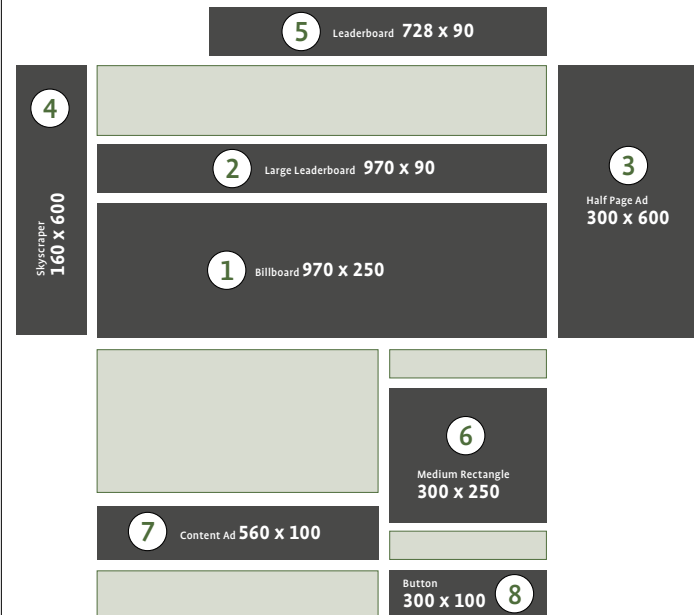 5 Leaderboard 728 x 90
4
Skyscraper
160 x 600
2 Large Leaderboard 970 x 90
3
Half Page Ad
300 x 600
1 Billboard 970 x 250
6
Medium Rectangle
300 x 250
7 Content Ad 560 x 100
Button
300 x 100 8